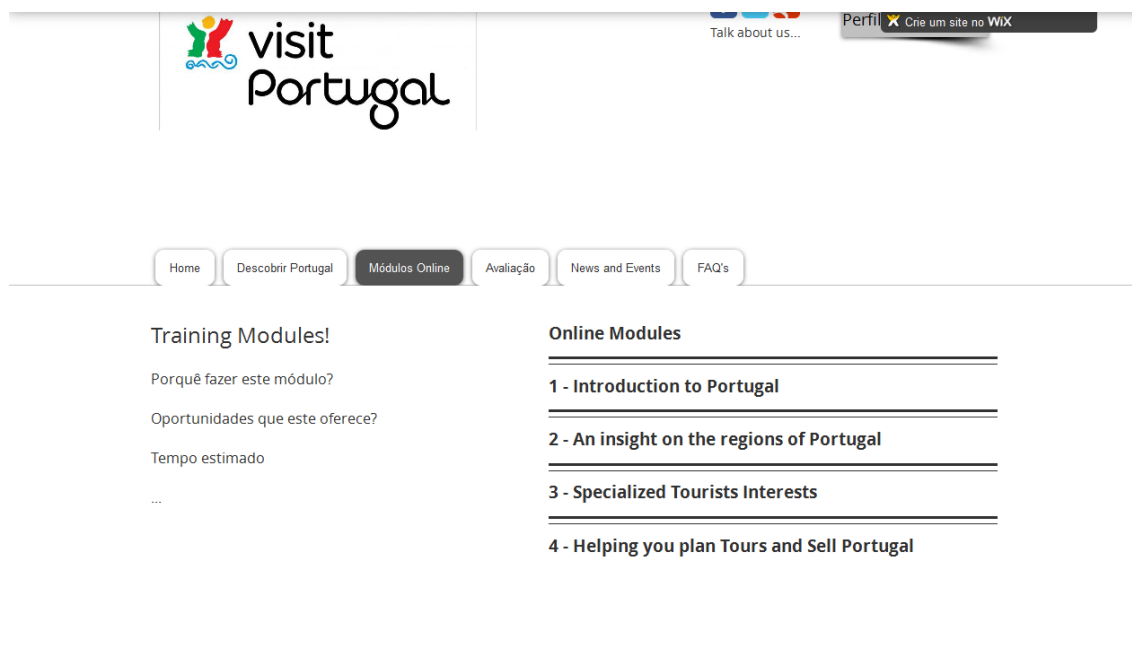 visit
Portugal
Talk about us...
Perfil
Crie um site no WiX
Home
Descobrir Portugal
Módulos Online
Avaliação
News and Events
FAQ's
Training Modules!
Porquê fazer este módulo?
Oportunidades que este oferece?
Tempo estimado
...
Online Modules
1 - Introduction to Portugal
2 - An insight on the regions of Portugal
3 - Specialized Tourists Interests
4 - Helping you plan Tours and Sell Portugal